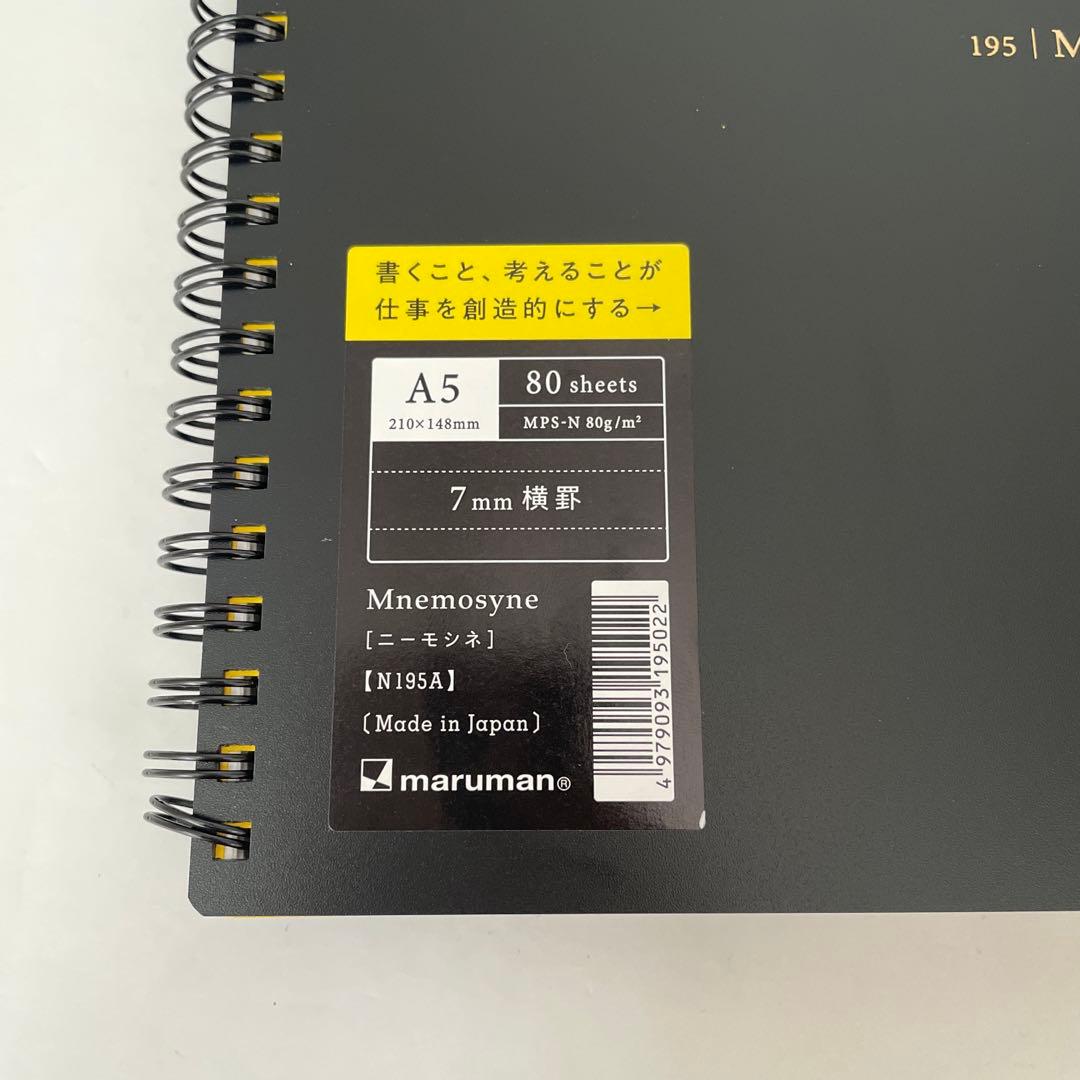 195 | M
書くこと、考えることが
仕事を創造的にする→
A5
210×148mm
80 sheets
MPS-N 80g/m²
7mm 横罫
Mnemosyne
[ニーモシネ]
【N195A】
〔Made in Japan〕
maruman®
4979093195022